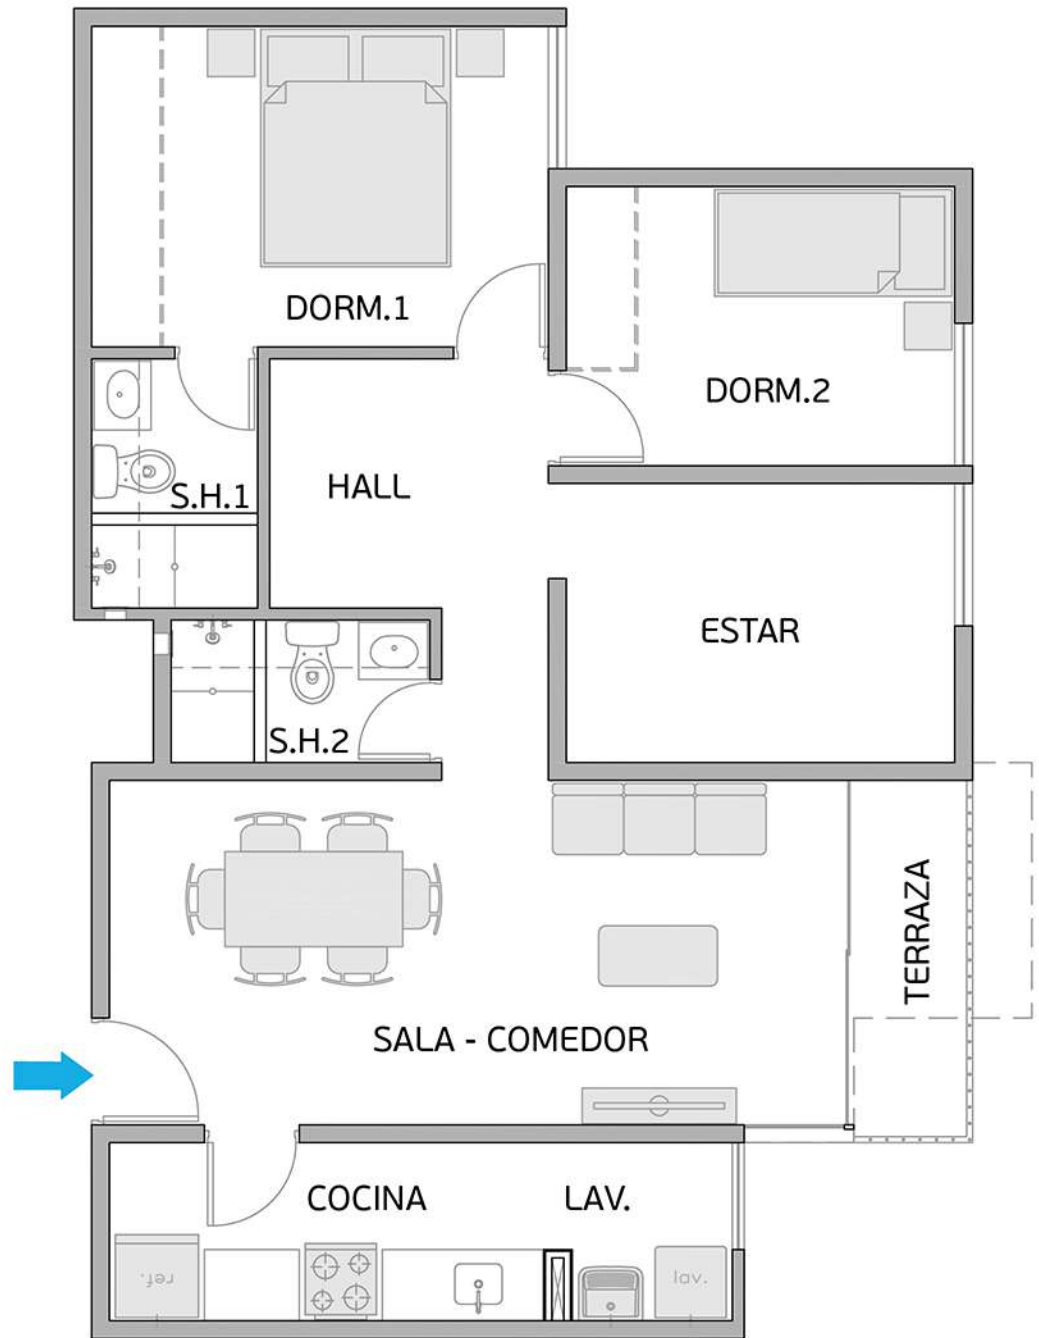 DORM.1
DORM.2
S.H.1
HALL
ESTAR
S.H.2
TERRAZA
SALA - COMEDOR
COCINA
LAV.
ref.
lav.